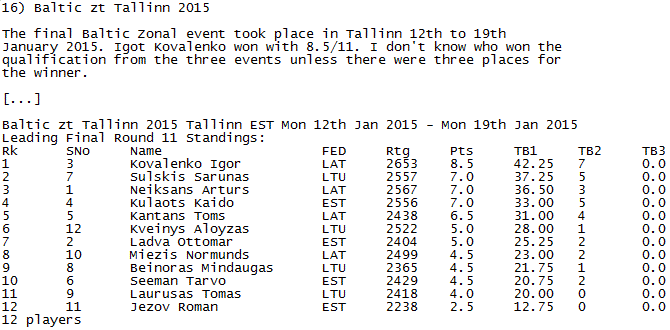 16) Baltic zt Tallinn 2015
The final Baltic Zonal event took place in Tallinn 12th to 19th
January 2015. Igot Kovalenko won with 8.5/11. I don't know who won the
qualification from the three events unless there were three places for
the winner.
[...]
Baltic zt Tallinn 2015 Tallinn EST Mon 12th Jan 2015 - Mon 19th Jan 2015
Leading Final Round 11 Standings:
Rk SNo Name FED Rtg Pts TB1 TB2 TB3
1 3 Kovalenko Igor LAT 2653 8.5 42.25 7 0.0
2 7 Sulskis Sarunas LTU 2557 7.0 37.25 5 0.0
3 1 Neiksans Arturs LAT 2567 7.0 36.50 3 0.0
4 4 Kulaots Kaido EST 2556 7.0 33.00 5 0.0
5 5 Kantans Toms LAT 2438 6.5 31.00 4 0.0
6 12 Kveinys Aloyzas LTU 2522 5.0 28.00 1 0.0
7 2 Ladva Ottomar EST 2404 5.0 25.25 2 0.0
8 10 Miezis Normunds LAT 2499 4.5 23.00 2 0.0
9 8 Beinoras Mindaugas LTU 2365 4.5 21.75 1 0.0
10 6 Seeman Tarvo EST 2429 4.5 20.75 2 0.0
11 9 Laurusas Tomas LTU 2418 4.0 20.00 0 0.0
12 11 Jezov Roman EST 2238 2.5 12.75 0 0.0
12 players